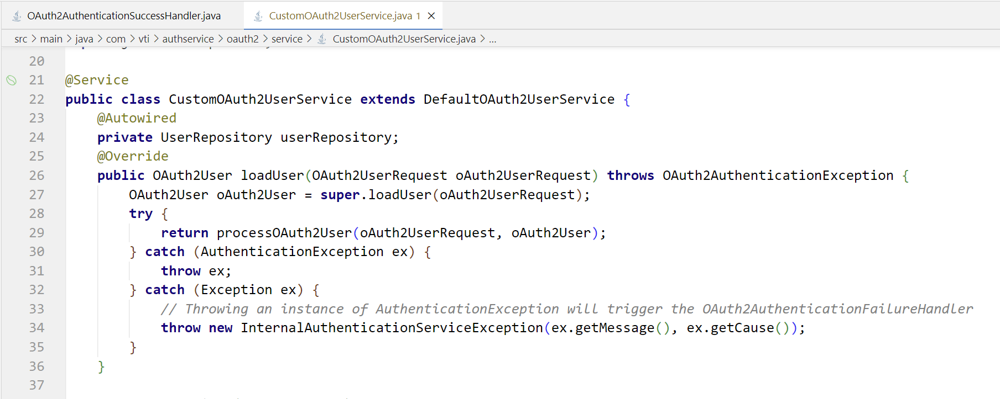 OAuth2AuthenticationSuccessHandler.java CustomOAuth2UserService.java 1 ×
src > main > java > com > vti > authservice > oauth2 > service > CustomOAuth2UserService.java > ...
20
21 @Service
22 public class CustomOAuth2UserService extends DefaultOAuth2UserService {
23 @Autowired
24 private UserRepository userRepository;
25 @Override
26 public OAuth2User loadUser(OAuth2UserRequest oAuth2UserRequest) throws OAuth2AuthenticationException {
27 OAuth2User oAuth2User = super.loadUser(oAuth2UserRequest);
28 try {
29 return processOAuth2User(oAuth2UserRequest, oAuth2User);
30 } catch (AuthenticationException ex) {
31 throw ex;
32 } catch (Exception ex) {
33 // Throwing an instance of AuthenticationException will trigger the OAuth2AuthenticationFailureHandler
34 throw new InternalAuthenticationServiceException(ex.getMessage(), ex.getCause());
35 }
36 }
37